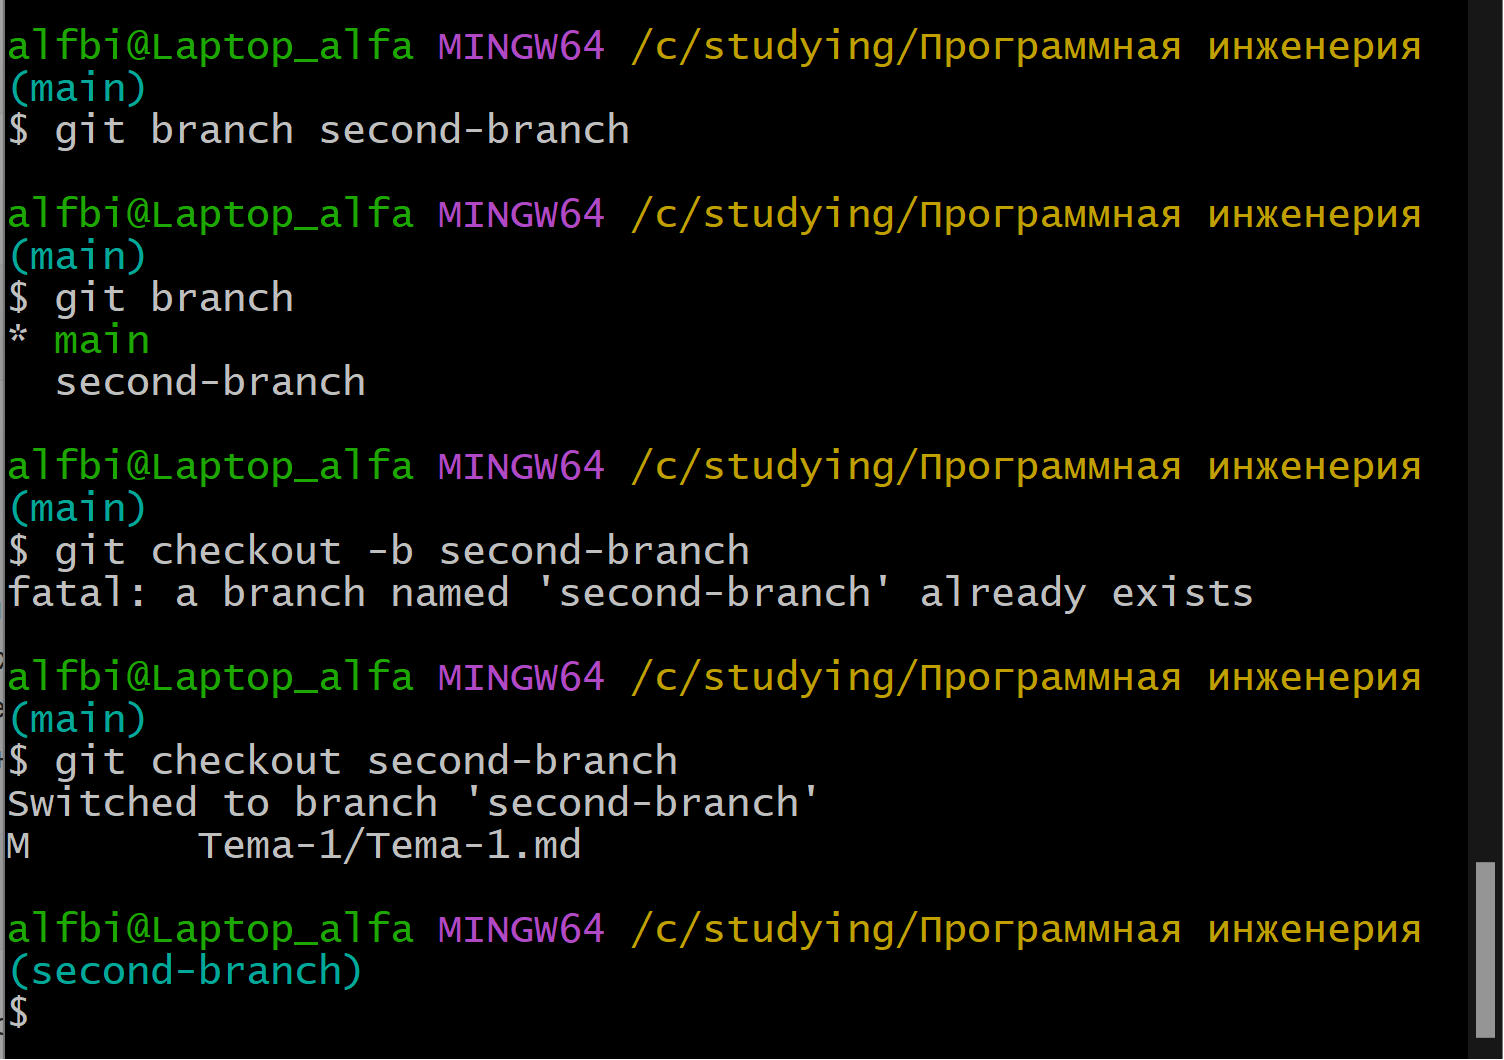 alfbi@Laptop_alfa MINGW64 /c/studying/Программная инженерия
(main)
$ git branch second-branch
alfbi@Laptop_alfa MINGW64 /c/studying/Программная инженерия
(main)
$ git branch
* main
  second-branch
alfbi@Laptop_alfa MINGW64 /c/studying/Программная инженерия
(main)
$ git checkout -b second-branch
fatal: a branch named 'second-branch' already exists
alfbi@Laptop_alfa MINGW64 /c/studying/Программная инженерия
(main)
$ git checkout second-branch
Switched to branch 'second-branch'
M       Tema-1/Tema-1.md
alfbi@Laptop_alfa MINGW64 /c/studying/Программная инженерия
(second-branch)
$